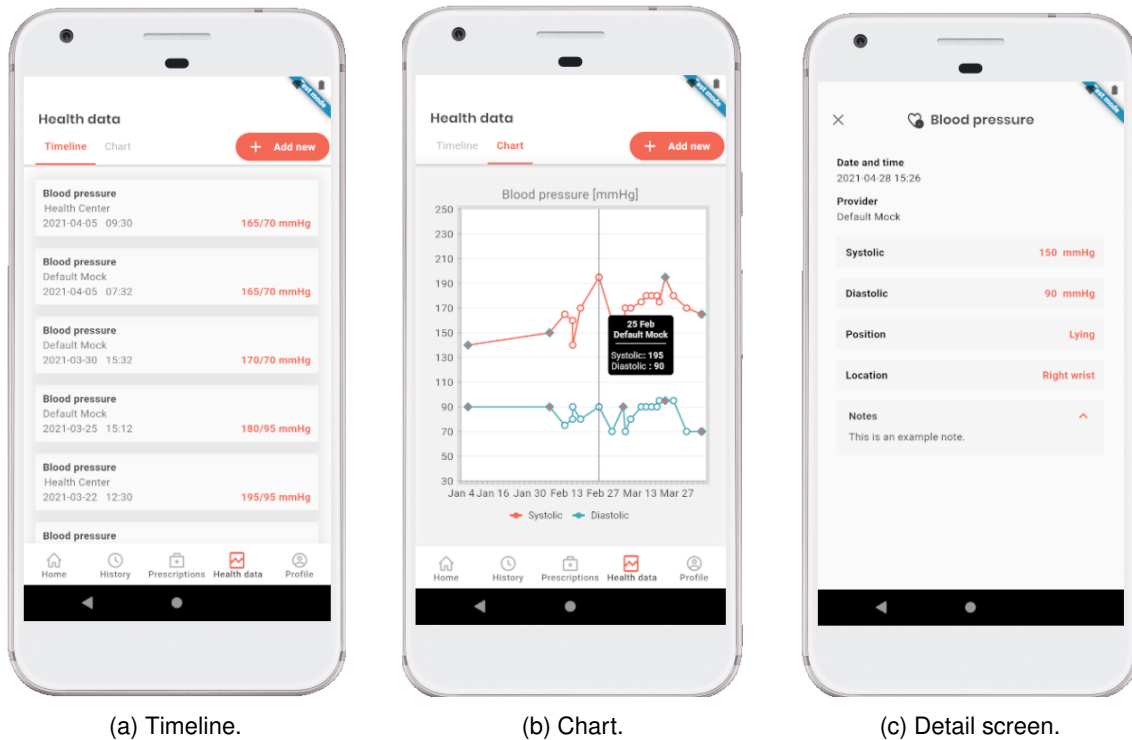 Test mode
Health data
Timeline Chart
+ Add new
Blood pressure
Health Center
2021-04-05 09:30 165/70 mmHg
Blood pressure
Default Mock
2021-04-05 07:32 165/70 mmHg
Blood pressure
Default Mock
2021-03-30 15:32 170/70 mmHg
Blood pressure
Default Mock
2021-03-25 15:12 180/95 mmHg
Blood pressure
Health Center
2021-03-22 12:30 195/95 mmHg
Blood pressure
Home History Prescriptions Health data Profile
(a) Timeline.
Test mode
Health data
Timeline Chart
+ Add new
Blood pressure [mmHg]
250
230
210
190
170
150
130
110
90
70
50
30
25 Feb
Default Mock
Systolic: 195
Diastolic : 90
Jan 4 Jan 16 Jan 30 Feb 13 Feb 27 Mar 13 Mar 27
Systolic Diastolic
Home History Prescriptions Health data Profile
(b) Chart.
Test mode
Blood pressure
Date and time
2021-04-28 15:26
Provider
Default Mock
Systolic 150 mmHg
Diastolic 90 mmHg
Position Lying
Location Right wrist
Notes
This is an example note.
(c) Detail screen.